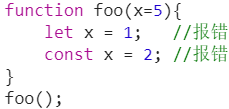 function foo(x=5){
    let x = 1;   //报错
    const x = 2; //报错
}
foo();